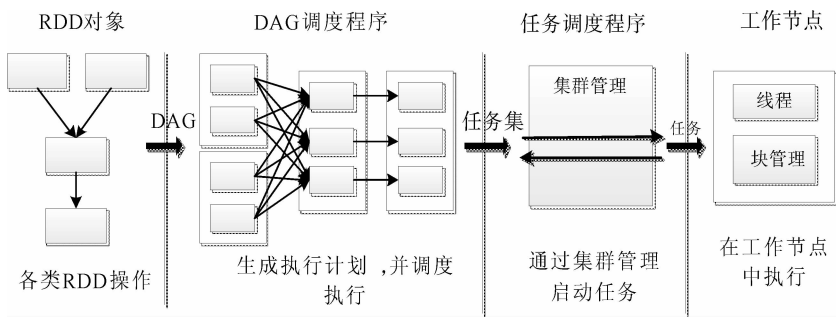 RDD对象
DAG调度程序
任务调度程序
工作节点
DAG
任务集
集群管理
任务
线程
块管理
各类RDD操作
生成执行计划,并调度
执行
通过集群管理
启动任务
在工作节点
中执行